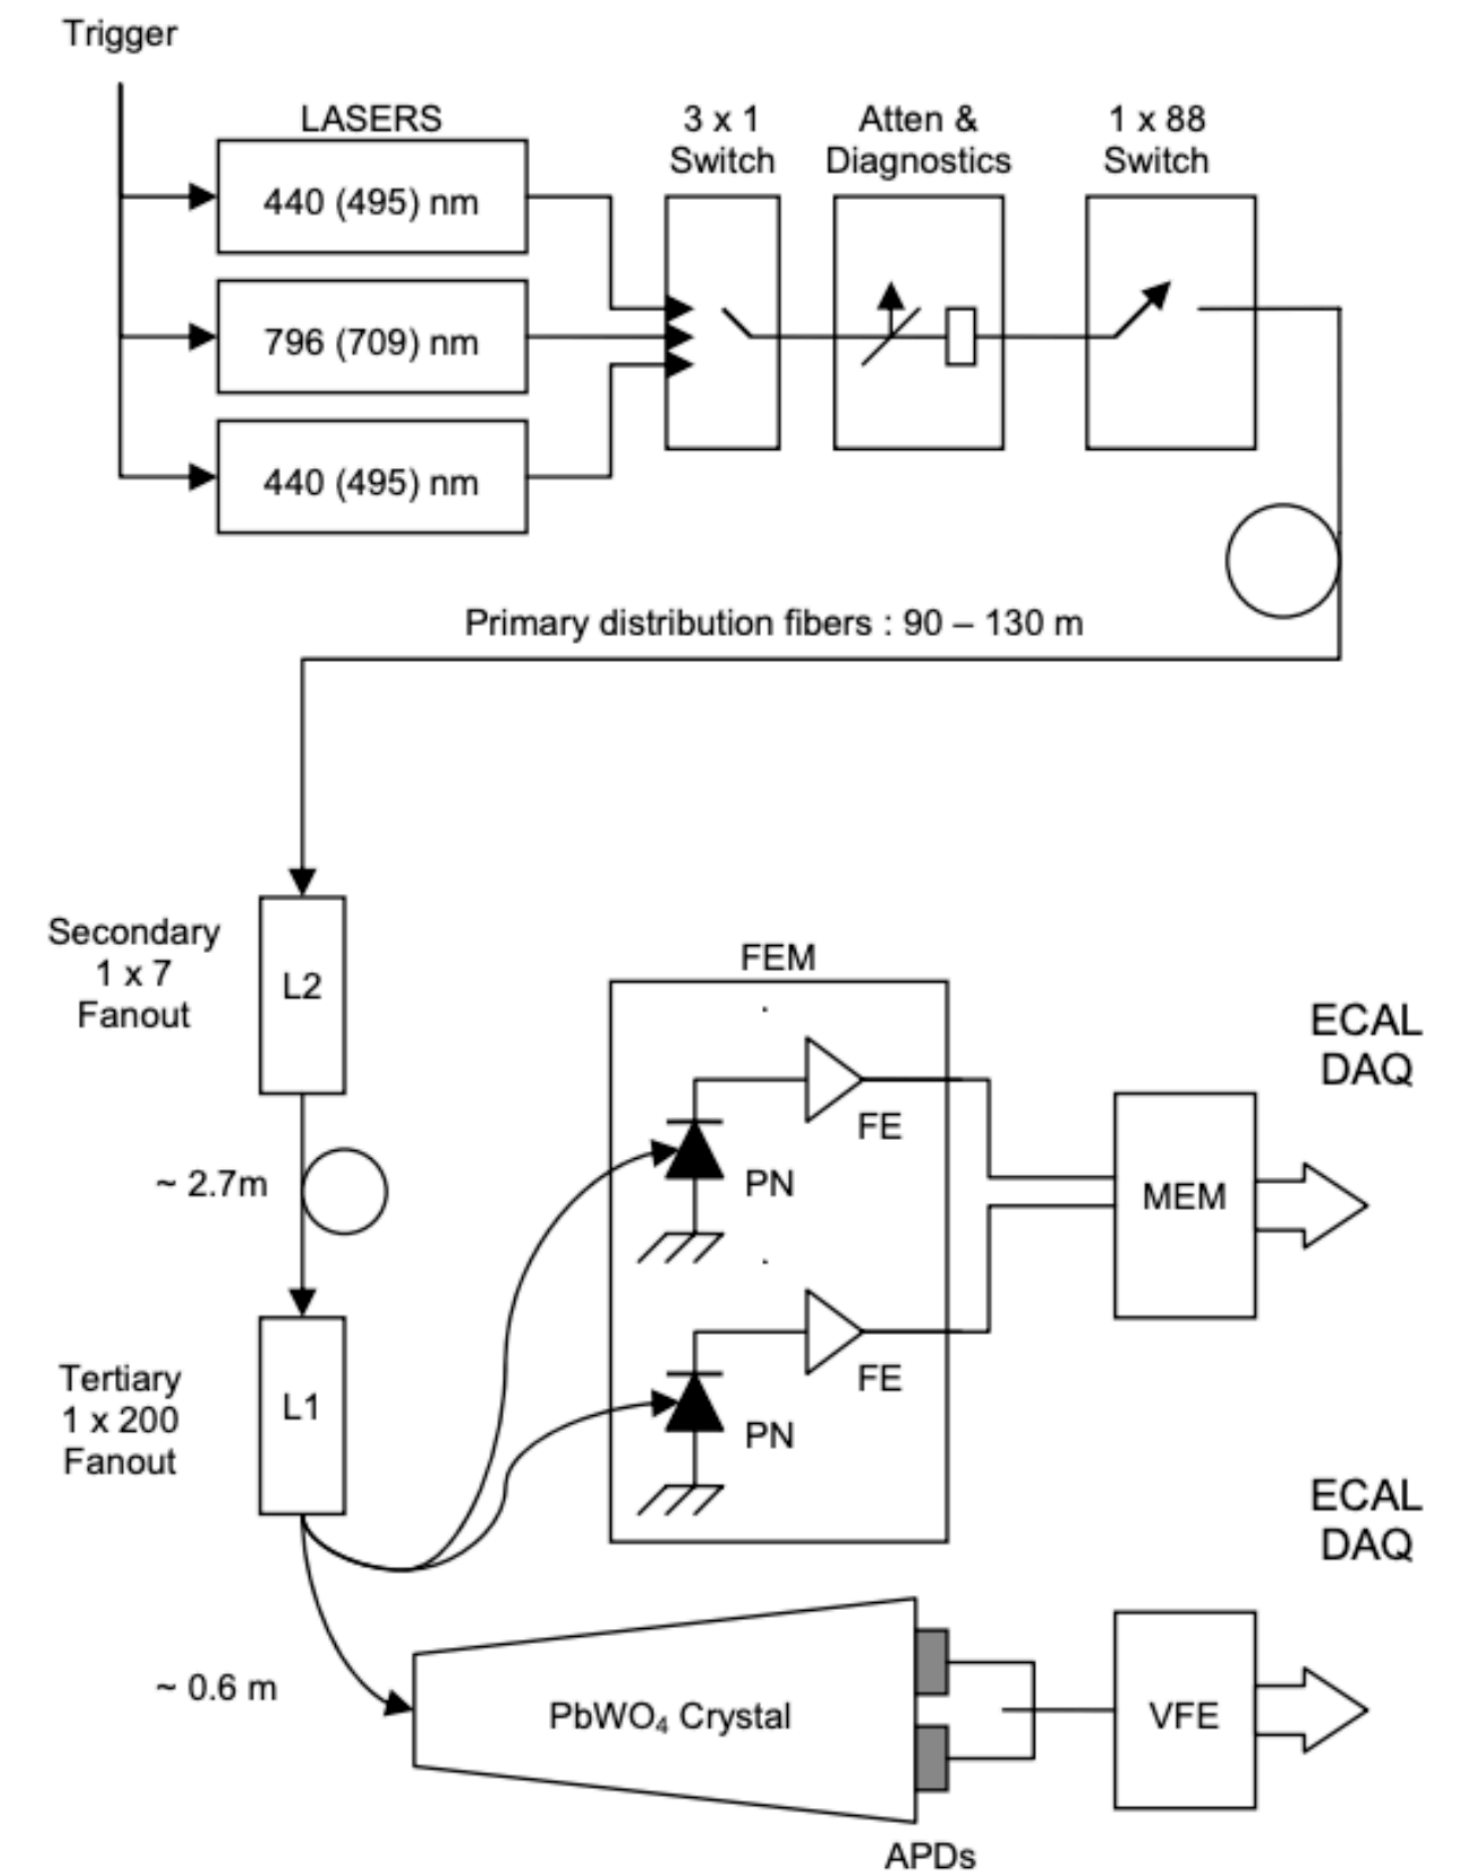 Trigger
LASERS
440 (495) nm
796 (709) nm
440 (495) nm
3 x 1
Switch
Atten &
Diagnostics
1 x 88
Switch
Primary distribution fibers : 90 – 130 m
Secondary
1 x 7
Fanout
L2
~ 2.7m
Tertiary
1 x 200
Fanout
L1
~ 0.6 m
FEM
FE
PN
FE
PN
MEM
ECAL
DAQ
PbWO₄ Crystal
APDs
VFE
ECAL
DAQ